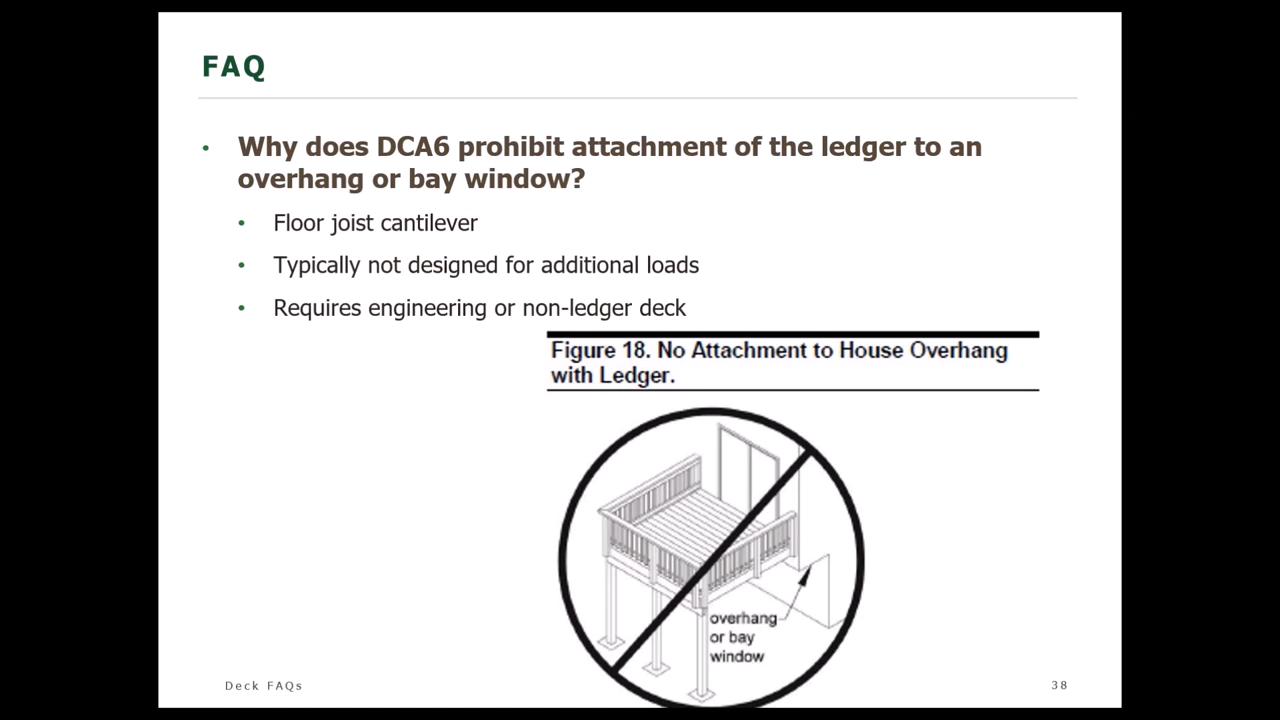 FAQ
• Why does DCA6 prohibit attachment of the ledger to an
overhang or bay window?
• Floor joist cantilever
• Typically not designed for additional loads
• Requires engineering or non-ledger deck
Figure 18. No Attachment to House Overhang
with Ledger.
overhang
or bay
window
Deck FAQs
38